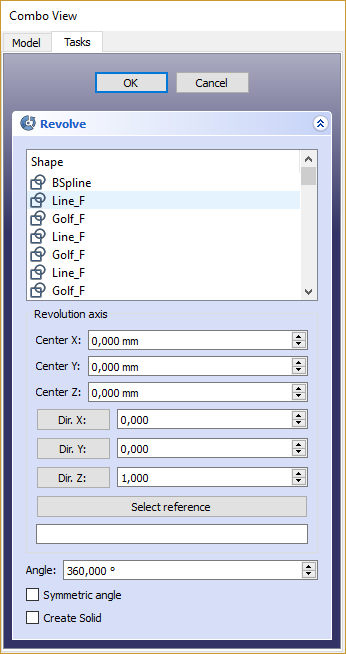 Combo View
Model Tasks
OK Cancel
Revolve
Shape
BSpline
Line_F
Golf_F
Line_F
Golf_F
Line_F
Golf_F
Revolution axis
Center X: 0,000 mm
Center Y: 0,000 mm
Center Z: 0,000 mm
Dir. X: 0,000
Dir. Y: 0,000
Dir. Z: 1,000
Select reference
Angle: 360,000 °
Symmetric angle
Create Solid